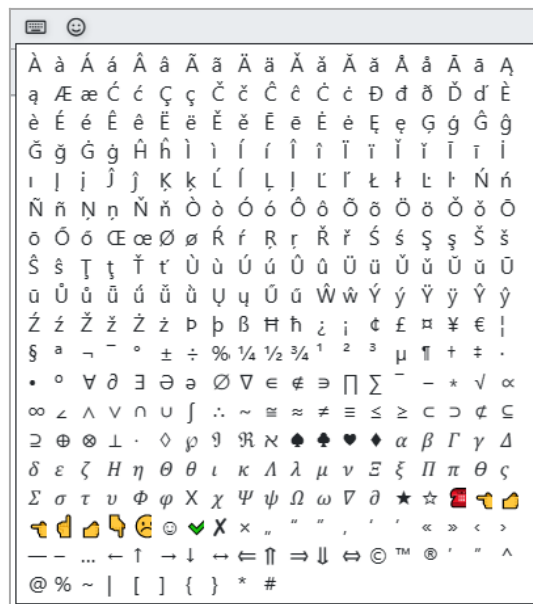 À à Á á Â â Ã ã Ä ä Ǎ ǎ Ă ă Å å Ā ā Ą
ą Æ æ Ć ć Ç ç Č č Ĉ ĉ Ċ ċ Đ đ ð Ď ď È
è É é Ê ê Ë ë Ě ě Ē ē Ė ė Ę ę Ģ ģ Ĝ ĝ
Ğ ğ Ġ ġ Ĥ ĥ Ì ì Í í Î î Ï ï Ǐ ǐ Ī ī İ
ı Į į Ĵ ĵ Ķ ķ Ĺ ĺ Ļ ļ Ľ ľ Ł ł Ŀ ŀ Ń ń
Ñ ñ Ņ ņ Ň ň Ò ò Ó ó Ô ô Õ õ Ö ö Ǒ ǒ Ō
ō Ő ő Œ œ Ø ø Ŕ ŕ Ŗ ŗ Ř ř Ś ś Ş ş Š š
Ŝ ŝ Ţ ţ Ť ť Ù ù Ú ú Û û Ü ü Ǔ ǔ Ŭ ŭ Ū
ū Ů ů ǖ ǘ ǚ ǜ Ų ų Ű ű Ŵ ŵ Ý ý Ÿ ÿ Ŷ ŷ
Ź ź Ž ž Ż ż Þ þ ß Ħ ħ ¿ ¡ ¢ £ ¤ ¥ € ¦
§ ª ¬ ¯ ° ± ÷ ‰ ¼ ½ ¾ ¹ ² ³ µ ¶ † ‡ ·
• º ∀ ∂ ∃ Ə ə ∅ ∇ ∈ ∉ ∋ ∏ ∑ ¯ − * √ ∝
∞ ∠ ∧ ∨ ∩ ∪ ∫ ∴ ~ ≅ ≈ ≠ ≡ ≤ ≥ ⊂ ⊃ ⊄ ⊆
⊇ ⊕ ⊗ ⊥ · ◊ ℘ ℑ ℜ ℵ ♠ ♣ ♥ ♦ α β Γ γ Δ
δ ε ζ Η η Θ θ ι κ Λ λ μ ν Ξ ξ Π π Θ ς
Σ σ τ υ Φ φ Χ χ Ψ ψ Ω ω ∇ ∂ ★ ☆ ☎ 👈 👍
👈 ☝ 👍 👇 ☹ ☺ ✔ ✗ × „ “ ” ‚ ‘ ’ « » ‹ ›
— – … ← ↑ → ↓ ↔ ⇐ ⇑ ⇒ ⇓ ⇔ © ™ ® ′ ″ ^
@ % ~ | [ ] { } * #